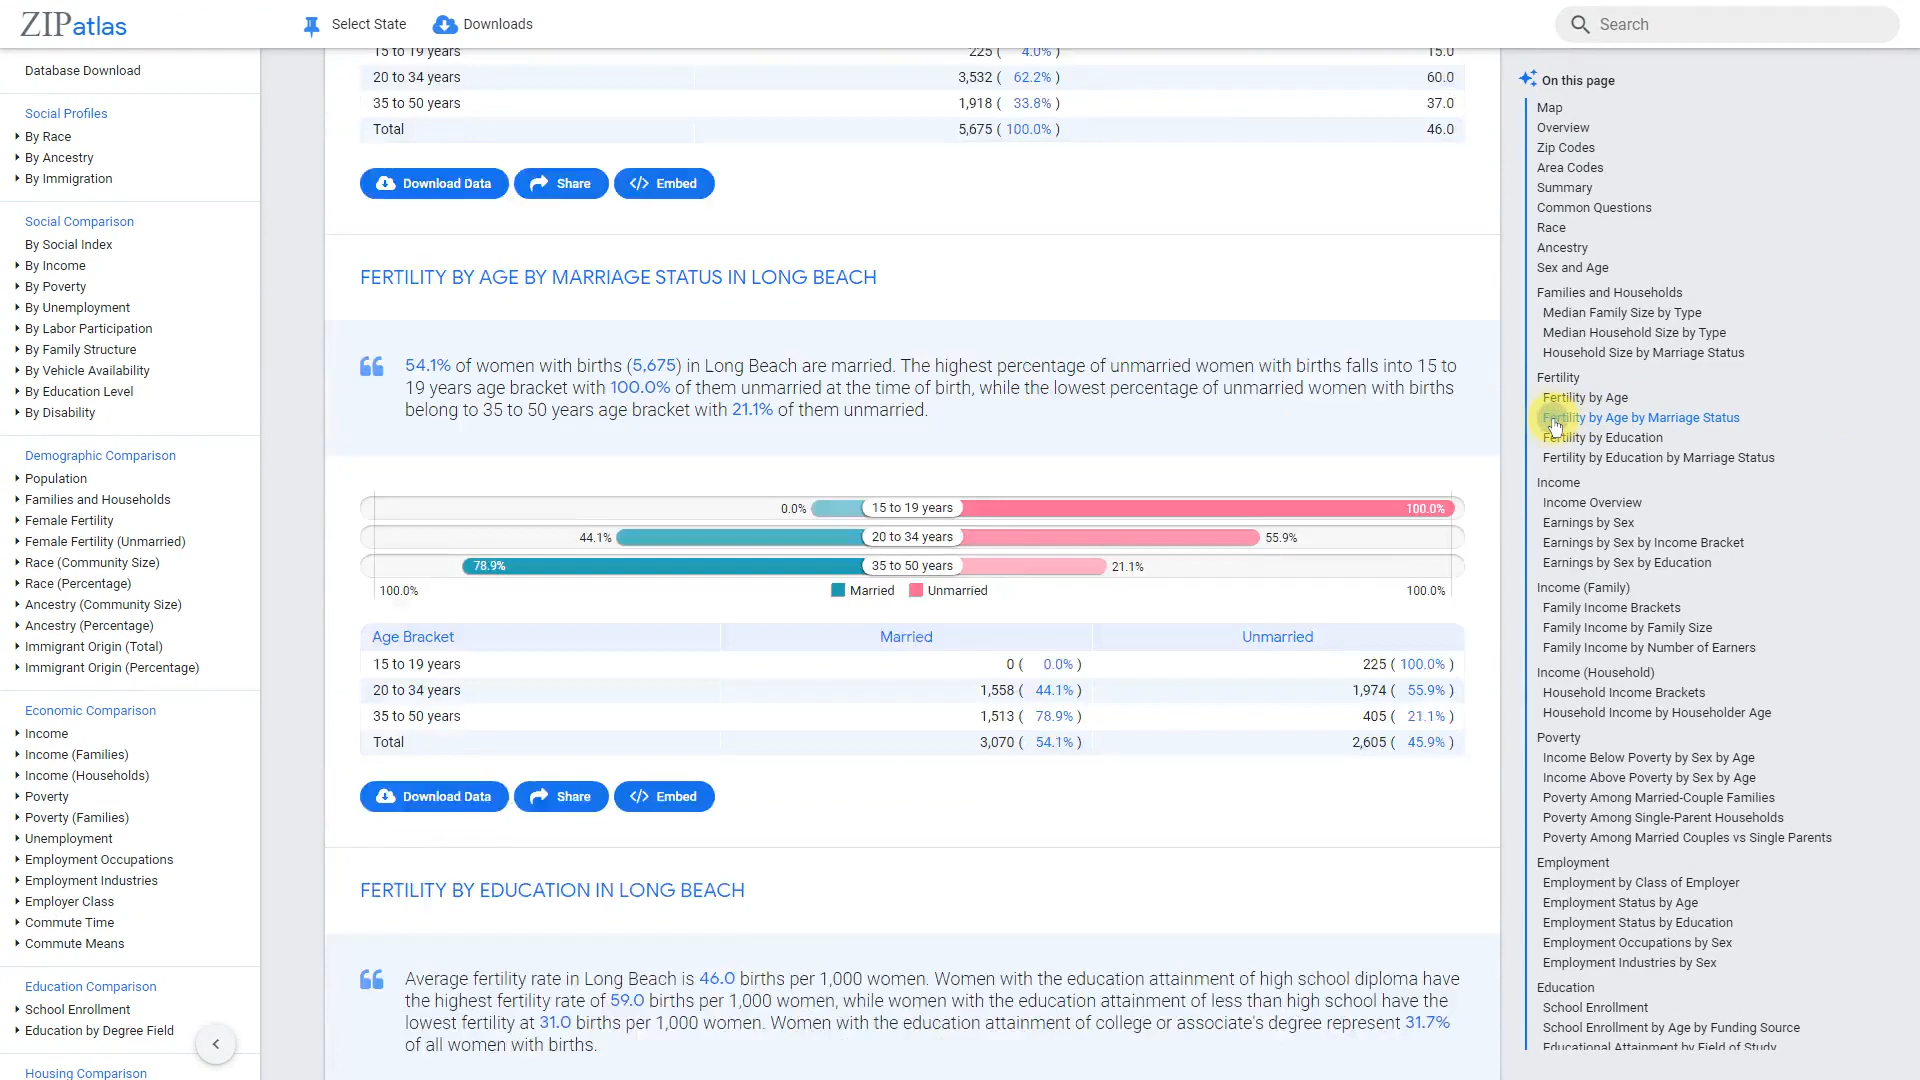 ZIPatlas
Select State
Downloads
Search
Database Download
Social Profiles
By Race
By Ancestry
By Immigration
Social Comparison
By Social Index
By Income
By Poverty
By Unemployment
By Labor Participation
By Family Structure
By Vehicle Availability
By Education Level
By Disability
Demographic Comparison
Population
Families and Households
Female Fertility
Female Fertility (Unmarried)
Race (Community Size)
Race (Percentage)
Ancestry (Community Size)
Ancestry (Percentage)
Immigrant Origin (Total)
Immigrant Origin (Percentage)
Economic Comparison
Income
Income (Families)
Income (Households)
Poverty
Poverty (Families)
Unemployment
Employment Occupations
Employment Industries
Employer Class
Commute Time
Commute Means
Education Comparison
School Enrollment
Education by Degree Field
Housing Comparison
15 to 19 years 225 ( 4.0% ) 15.0
20 to 34 years 3,532 ( 62.2% ) 60.0
35 to 50 years 1,918 ( 33.8% ) 37.0
Total 5,675 ( 100.0% ) 46.0
Download Data Share Embed
FERTILITY BY AGE BY MARRIAGE STATUS IN LONG BEACH
54.1% of women with births (5,675) in Long Beach are married. The highest percentage of unmarried women with births falls into 15 to
19 years age bracket with 100.0% of them unmarried at the time of birth, while the lowest percentage of unmarried women with births
belong to 35 to 50 years age bracket with 21.1% of them unmarried.
0.0% 15 to 19 years 100.0%
44.1% 20 to 34 years 55.9%
78.9% 35 to 50 years 21.1%
100.0% Married Unmarried 100.0%
Age Bracket Married Unmarried
15 to 19 years 0 ( 0.0% ) 225 ( 100.0% )
20 to 34 years 1,558 ( 44.1% ) 1,974 ( 55.9% )
35 to 50 years 1,513 ( 78.9% ) 405 ( 21.1% )
Total 3,070 ( 54.1% ) 2,605 ( 45.9% )
Download Data Share Embed
FERTILITY BY EDUCATION IN LONG BEACH
Average fertility rate in Long Beach is 46.0 births per 1,000 women. Women with the education attainment of high school diploma have
the highest fertility rate of 59.0 births per 1,000 women, while women with the education attainment of less than high school have the
lowest fertility at 31.0 births per 1,000 women. Women with the education attainment of college or associate's degree represent 31.7%
of all women with births.
On this page
Map
Overview
Zip Codes
Area Codes
Summary
Common Questions
Race
Ancestry
Sex and Age
Families and Households
Median Family Size by Type
Median Household Size by Type
Household Size by Marriage Status
Fertility
Fertility by Age
Fertility by Age by Marriage Status
Fertility by Education
Fertility by Education by Marriage Status
Income
Income Overview
Earnings by Sex
Earnings by Sex by Income Bracket
Earnings by Sex by Education
Income (Family)
Family Income Brackets
Family Income by Family Size
Family Income by Number of Earners
Income (Household)
Household Income Brackets
Household Income by Householder Age
Poverty
Income Below Poverty by Sex by Age
Income Above Poverty by Sex by Age
Poverty Among Married-Couple Families
Poverty Among Single-Parent Households
Poverty Among Married Couples vs Single Parents
Employment
Employment by Class of Employer
Employment Status by Age
Employment Status by Education
Employment Occupations by Sex
Employment Industries by Sex
Education
School Enrollment
School Enrollment by Age by Funding Source
Educational Attainment by Field of Study